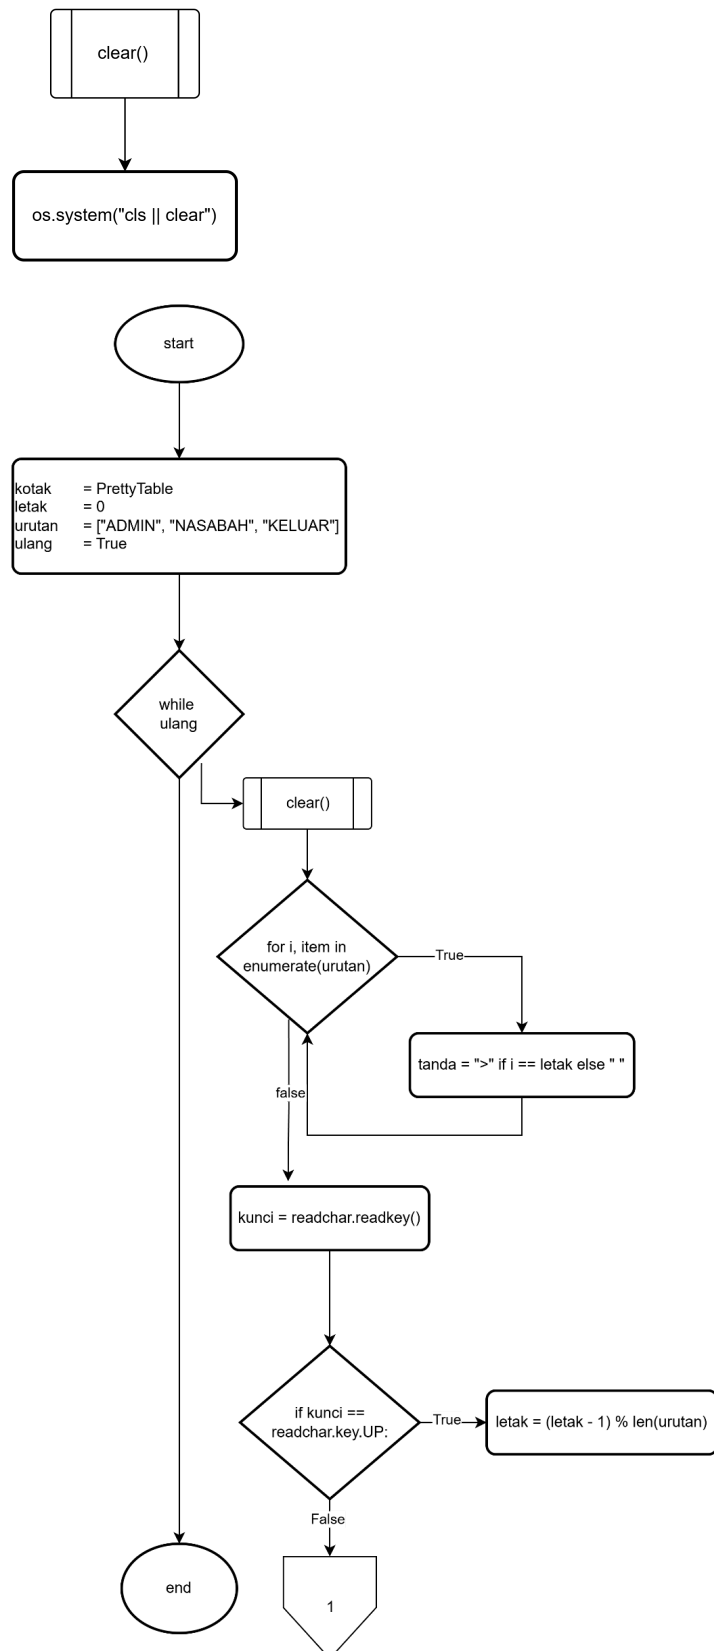 clear()
os.system("cls || clear")
start
kotak = PrettyTable
letak = 0
urutan = ["ADMIN", "NASABAH", "KELUAR"]
ulang = True
while
ulang
clear()
for i, item in
enumerate(urutan)
True
tanda = ">" if i == letak else " "
false
kunci = readchar.readkey()
if kunci ==
readchar.key.UP:
True
letak = (letak - 1) % len(urutan)
False
end
1